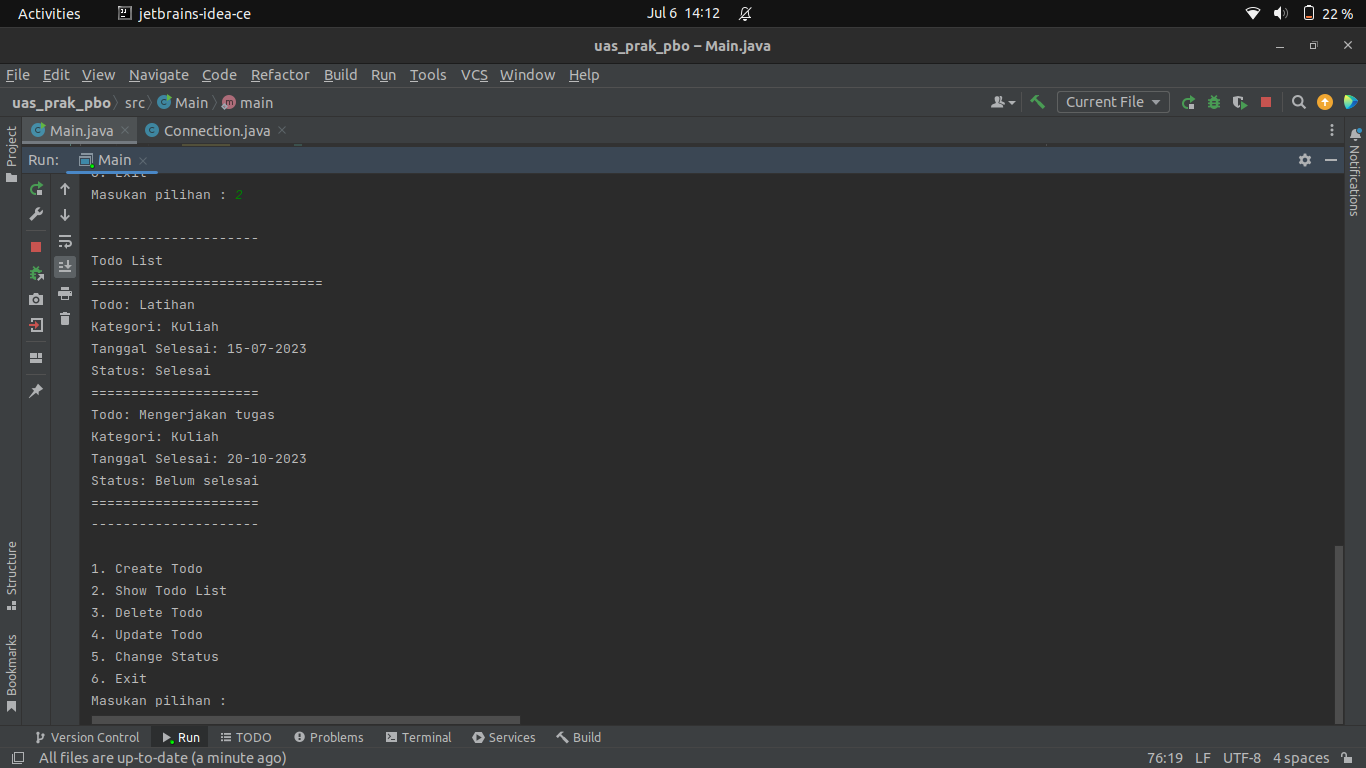 Activities jetbrains-idea-ce Jul 6 14:12 22 %
uas_prak_pbo – Main.java
File Edit View Navigate Code Refactor Build Run Tools VCS Window Help
uas_prak_pbo src Main main Current File
Project
Main.java Connection.java
Notifications
Run: Main
6. Exit
Masukan pilihan : 2
---------------------
Todo List
=============================
Todo: Latihan
Kategori: Kuliah
Tanggal Selesai: 15-07-2023
Status: Selesai
=====================
Todo: Mengerjakan tugas
Kategori: Kuliah
Tanggal Selesai: 20-10-2023
Status: Belum selesai
=====================
---------------------
1. Create Todo
2. Show Todo List
3. Delete Todo
4. Update Todo
5. Change Status
6. Exit
Masukan pilihan :
Structure
Bookmarks
Version Control Run TODO Problems Terminal Services Build
All files are up-to-date (a minute ago) 76:19 LF UTF-8 4 spaces